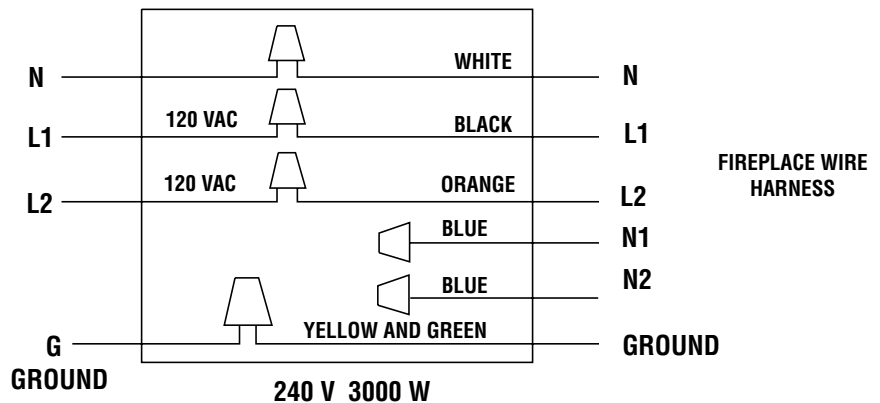 N WHITE N
L1 120 VAC BLACK L1
L2 120 VAC ORANGE L2
FIREPLACE WIRE
HARNESS
BLUE N1
BLUE N2
G YELLOW AND GREEN GROUND
GROUND
240 V 3000 W